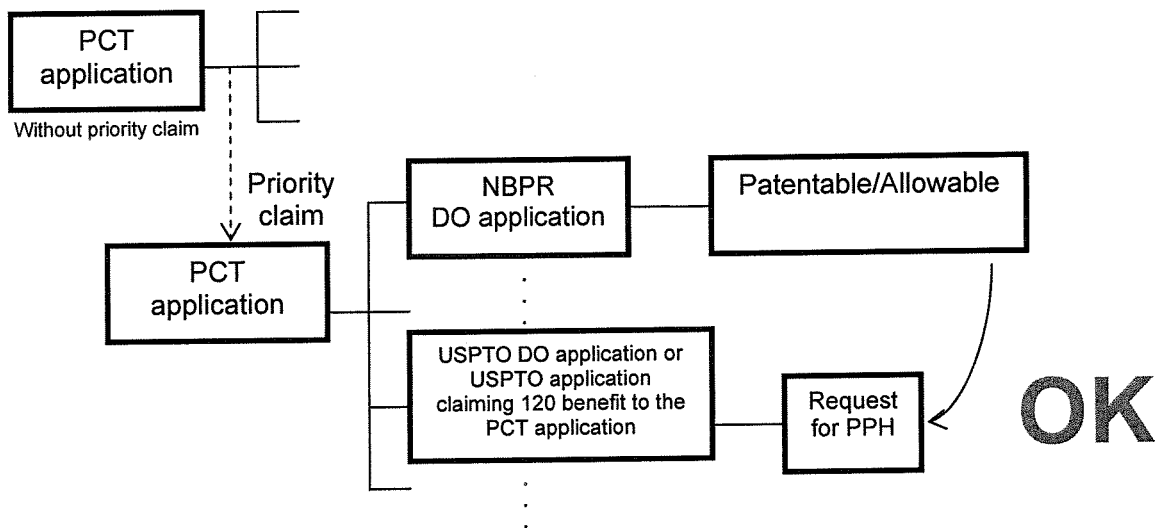 PCT
application
Without priority claim
Priority
claim
PCT
application
NBPR
DO application
Patentable/Allowable
USPTO DO application or
USPTO application
claiming 120 benefit to the
PCT application
Request
for PPH
OK